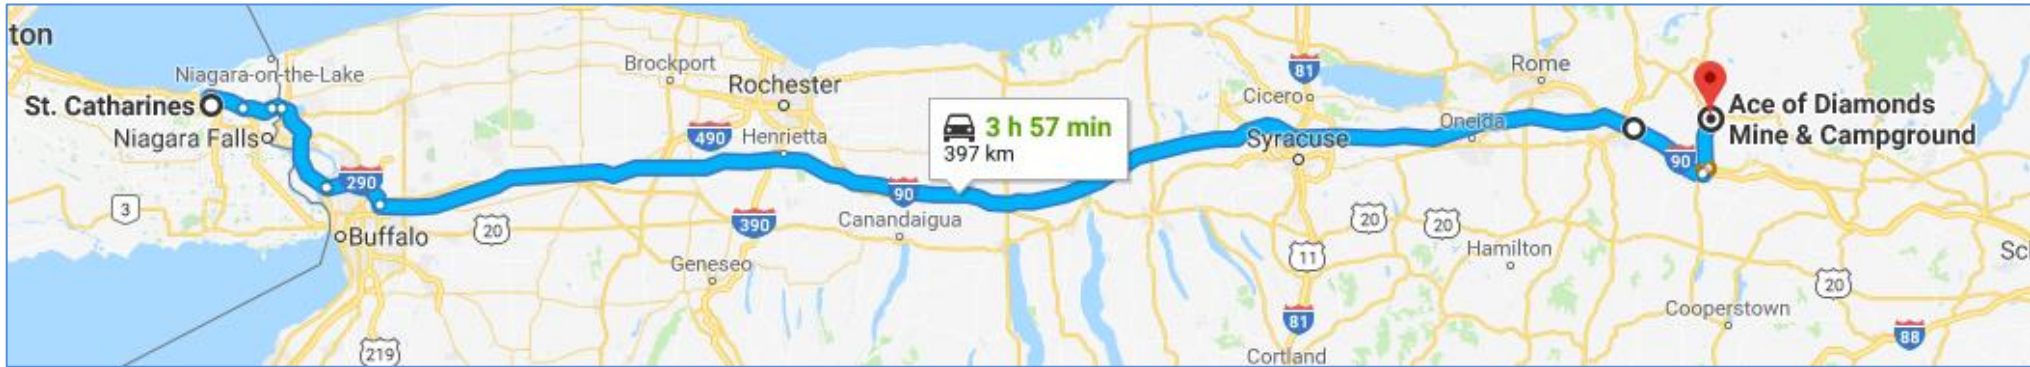 ton
Niagara-on-the-Lake
St. Catharines
Niagara Falls
290
3
Buffalo
20
219
Brockport
Rochester
490
Henrietta
390
Geneseo
90
Canandaigua
3 h 57 min
397 km
81
Cicero
Syracuse
11
81
Cortland
20
20
Oneida
Rome
Hamilton
90
Ace of Diamonds
Mine & Campground
Cooperstown
20
88
Sc